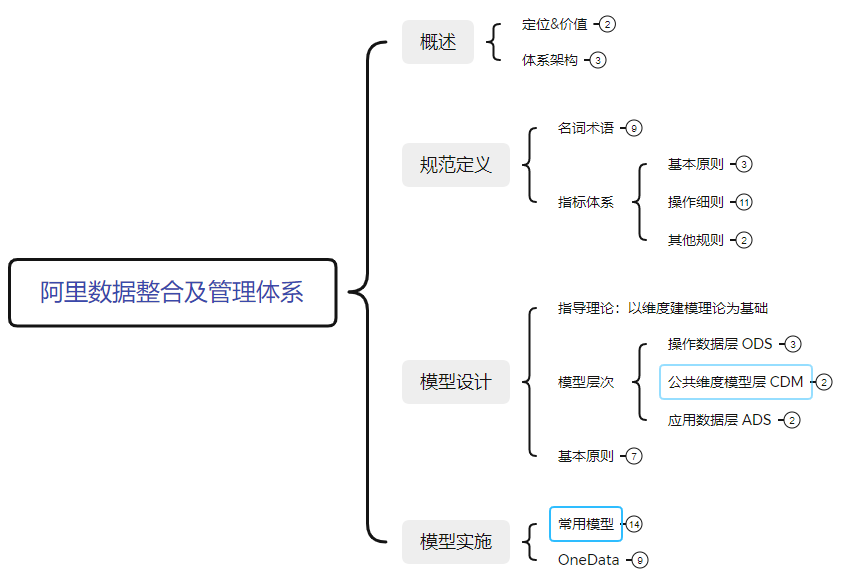 阿里数据整合及管理体系
概述
定位&价值 2
体系架构 3
规范定义
名词术语 9
指标体系
基本原则 3
操作细则 11
其他规则 2
模型设计
指导理论：以维度建模理论为基础
模型层次
操作数据层 ODS 3
公共维度模型层 CDM 2
应用数据层 ADS 2
基本原则 7
模型实施
常用模型 14
OneData 9